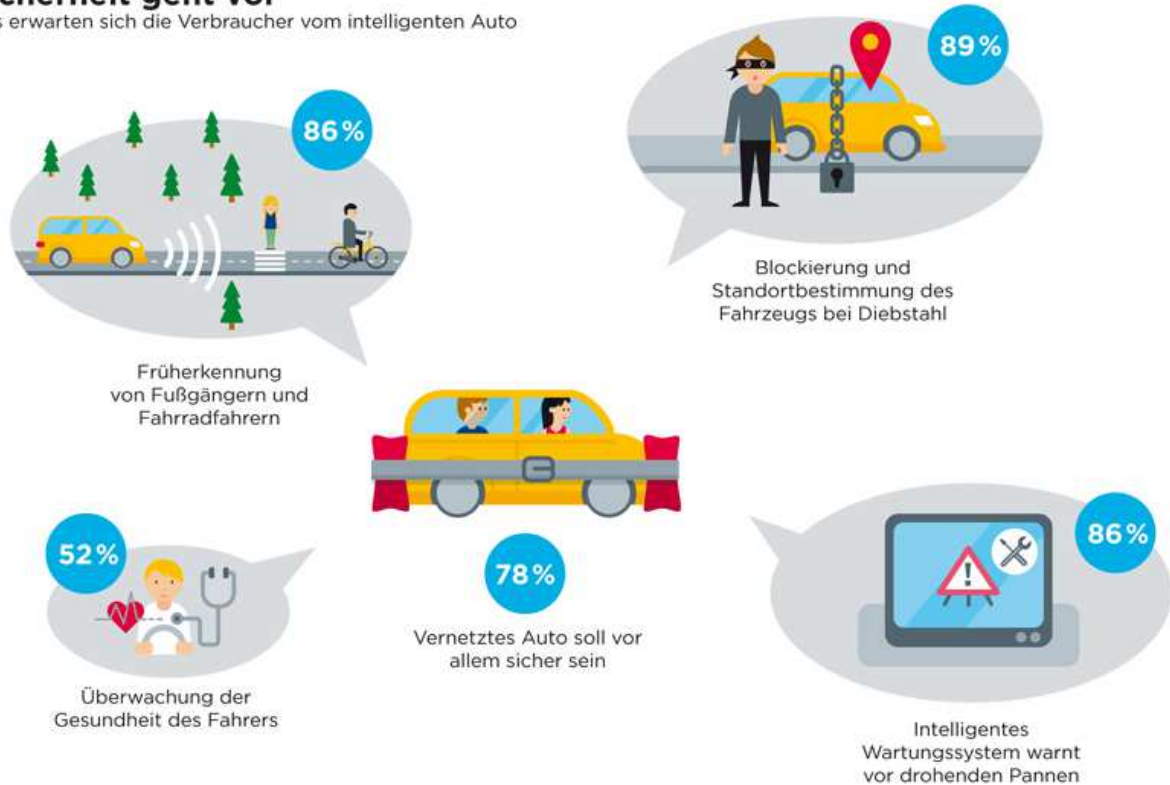 geht vor
erwarten sich die Verbraucher vom intelligenten Auto
86%
89%
Blockierung und
Standortbestimmung des
Fahrzeugs bei Diebstahl
Früherkennung
von Fußgängern und
Fahrradfahrern
52%
78%
86%
Vernetztes Auto soll vor
allem sicher sein
Überwachung der
Gesundheit des Fahrers
Intelligentes
Wartungssystem warnt
vor drohenden Pannen